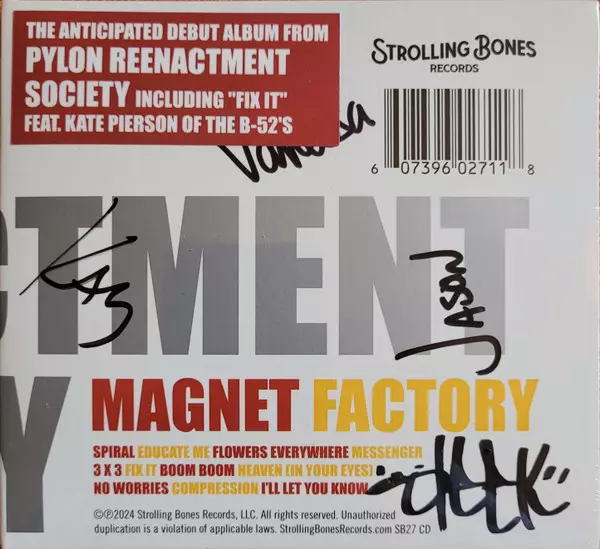 THE ANTICIPATED DEBUT ALBUM FROM
PYLON REENACTMENT
SOCIETY INCLUDING "FIX IT"
FEAT. KATE PIERSON OF THE B-52'S
STROLLING BONES
RECORDS
Vanessa
6 07396 02711 8
CTMENT
KAB
JASON
Y
MAGNET FACTORY
SPIRAL EDUCATE ME FLOWERS EVERYWHERE MESSENGER
3 X 3 FIX IT BOOM BOOM HEAVEN (IN YOUR EYES)
NO WORRIES COMPRESSION I'LL LET YOU KNOW
©℗2024 Strolling Bones Records, LLC. All rights reserved. Unauthorized
duplication is a violation of applicable laws. StrollingBonesRecords.com SB27 CD